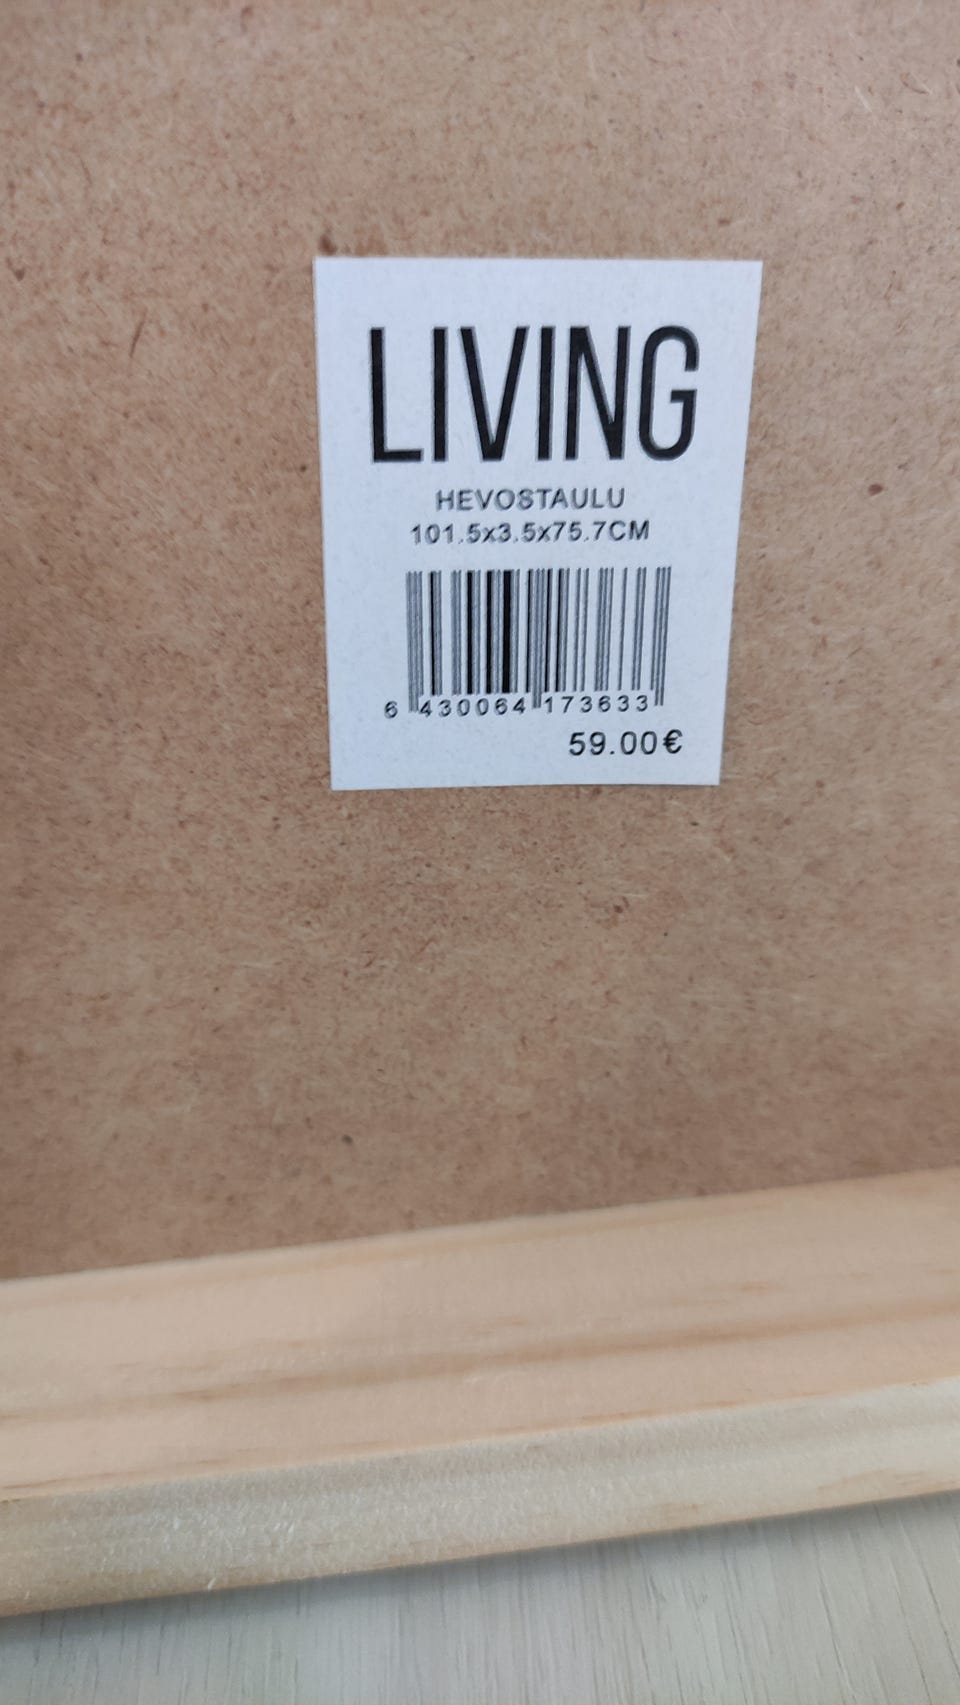 LIVING
HEVOSTAULU
101.5x3.5x75.7CM
6 430064 173633
59.00€